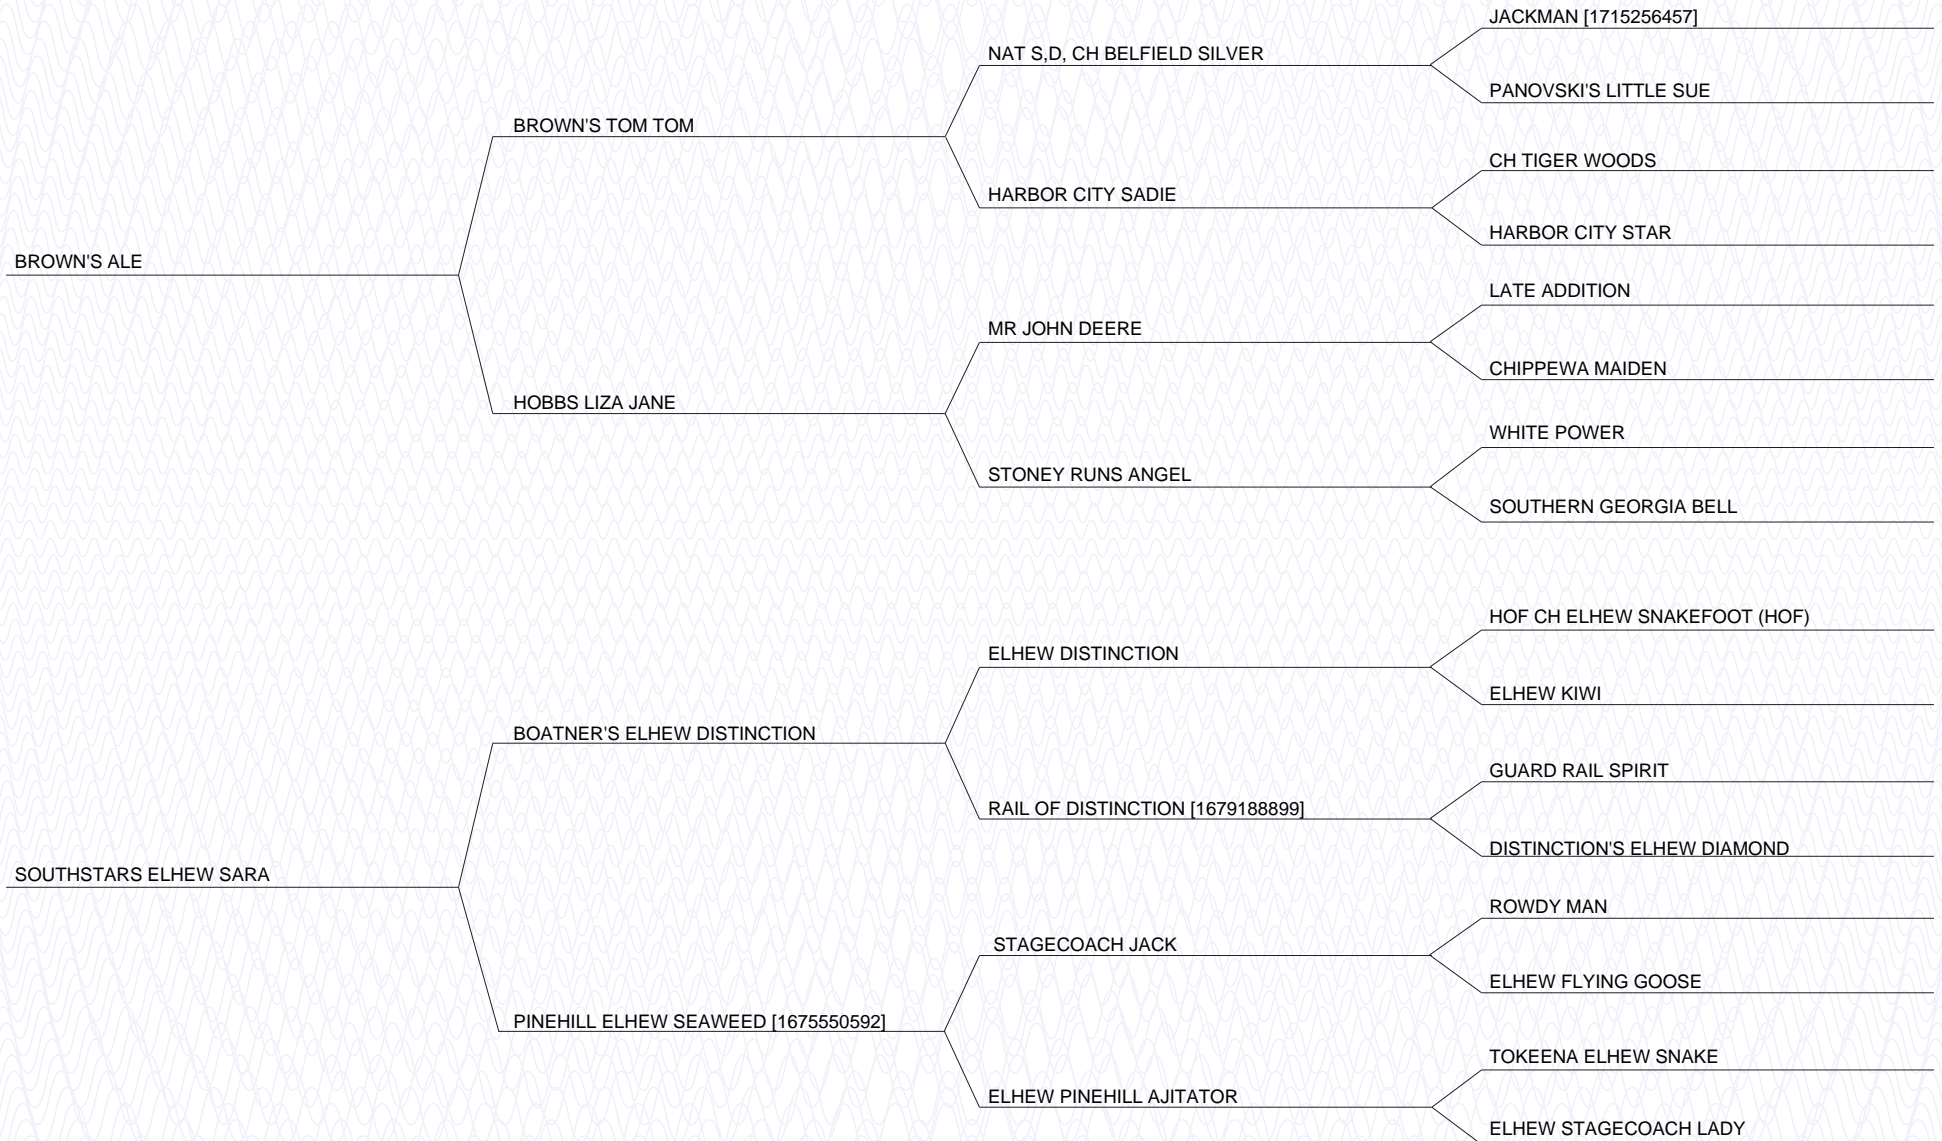 JACKMAN [1715256457]
NAT S,D, CH BELFIELD SILVER
PANOVSKI'S LITTLE SUE
BROWN'S TOM TOM
CH TIGER WOODS
HARBOR CITY SADIE
HARBOR CITY STAR
BROWN'S ALE
LATE ADDITION
MR JOHN DEERE
CHIPPEWA MAIDEN
HOBBS LIZA JANE
WHITE POWER
STONEY RUNS ANGEL
SOUTHERN GEORGIA BELL
HOF CH ELHEW SNAKEFOOT (HOF)
ELHEW DISTINCTION
ELHEW KIWI
BOATNER'S ELHEW DISTINCTION
GUARD RAIL SPIRIT
RAIL OF DISTINCTION [1679188899]
DISTINCTION'S ELHEW DIAMOND
SOUTHSTARS ELHEW SARA
ROWDY MAN
STAGECOACH JACK
ELHEW FLYING GOOSE
PINEHILL ELHEW SEAWEED [1675550592]
TOKEENA ELHEW SNAKE
ELHEW PINEHILL AJITATOR
ELHEW STAGECOACH LADY